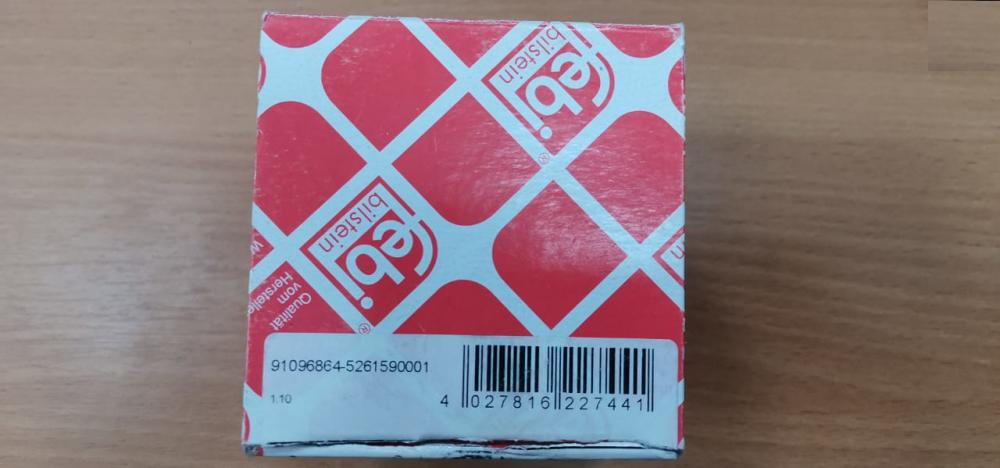 febi
bilstein
®
febi
bilstein
®
Qualität
vom
Herstelle
91096864-5261590001
1.10
4 027816 227441